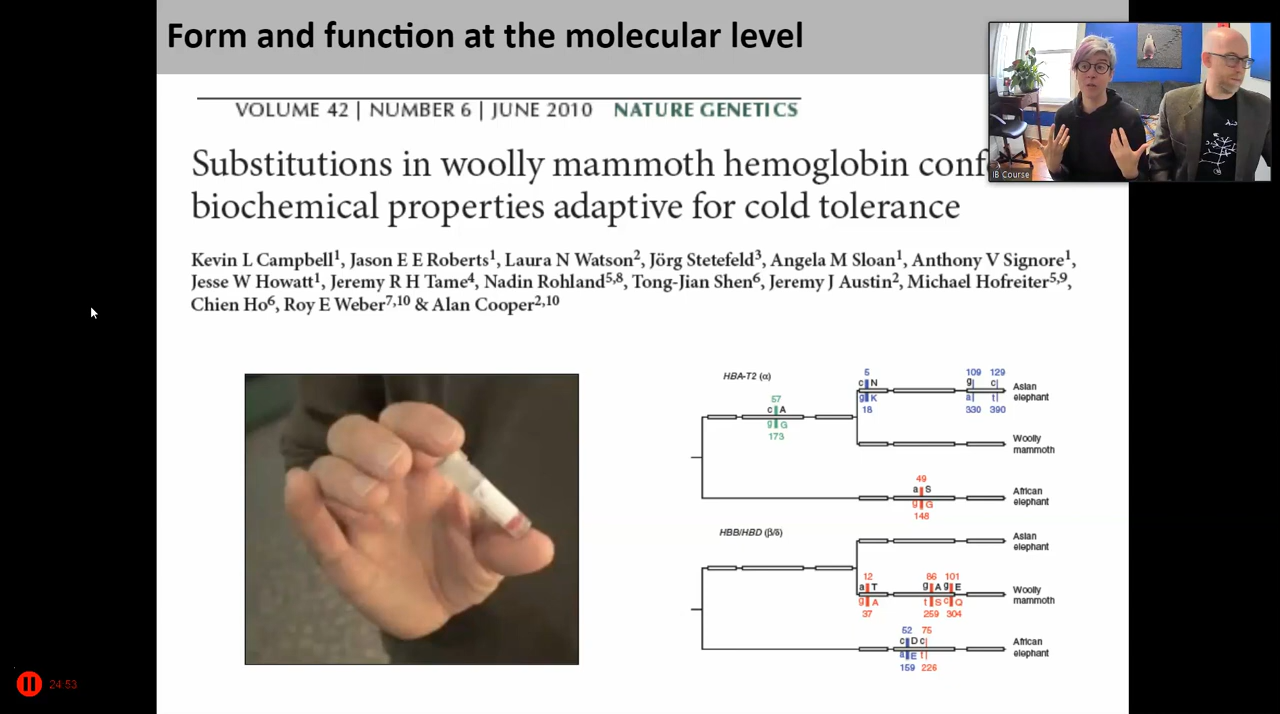 Form and function at the molecular level
VOLUME 42 | NUMBER 6 | JUNE 2010 NATURE GENETICS
Substitutions in woolly mammoth hemoglobin conf
biochemical properties adaptive for cold tolerance
Kevin L Campbell1, Jason E E Roberts1, Laura N Watson2, Jörg Stetefeld3, Angela M Sloan1, Anthony V Signore1,
Jesse W Howatt1, Jeremy R H Tame4, Nadin Rohland5,8, Tong-Jian Shen6, Jeremy J Austin2, Michael Hofreiter5,9,
Chien Ho6, Roy E Weber7,10 & Alan Cooper2,10
IB Course
HBA-T2 (α)
5 109 129
c N g c
Asian
elephant
g K a t
18 330 390
57
c A
g G
173
Woolly
mammoth
49
a S
African
elephant
g G
148
HBB/HBD (β/δ)
Asian
elephant
12 86 101
a T g A g E
Woolly
mammoth
g A t S c Q
37 259 304
52 75
c D c
African
elephant
a E t
159 226
24:53